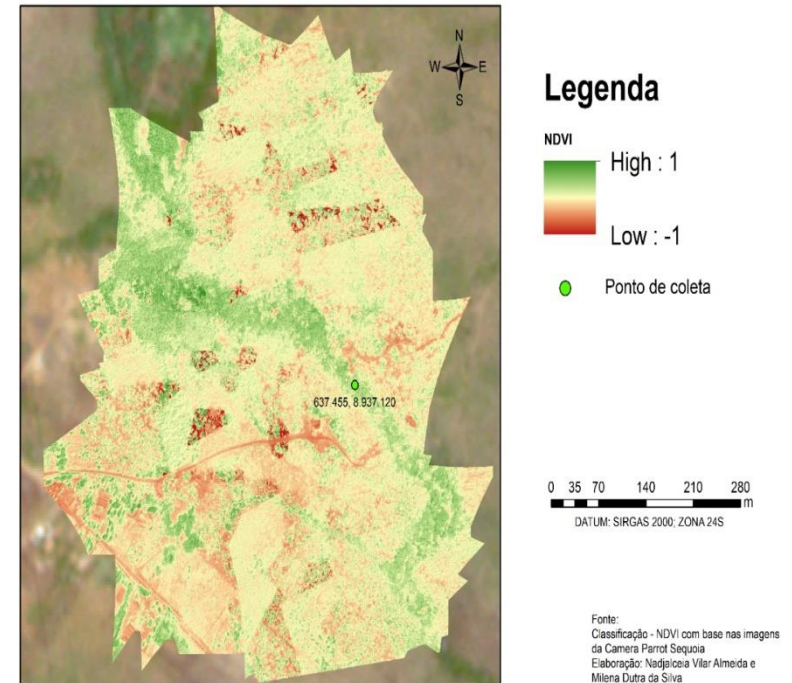 N
W E
S
637.455, 8.937.120
Legenda
NDVI
High : 1
Low : -1
Ponto de coleta
0 35 70 140 210 280
m
DATUM: SIRGAS 2000; ZONA 24S
Fonte:
Classificação - NDVI com base nas imagens
da Camera Parrot Sequoia
Elaboração: Nadjalceia Vilar Almeida e
Milena Dutra da Silva